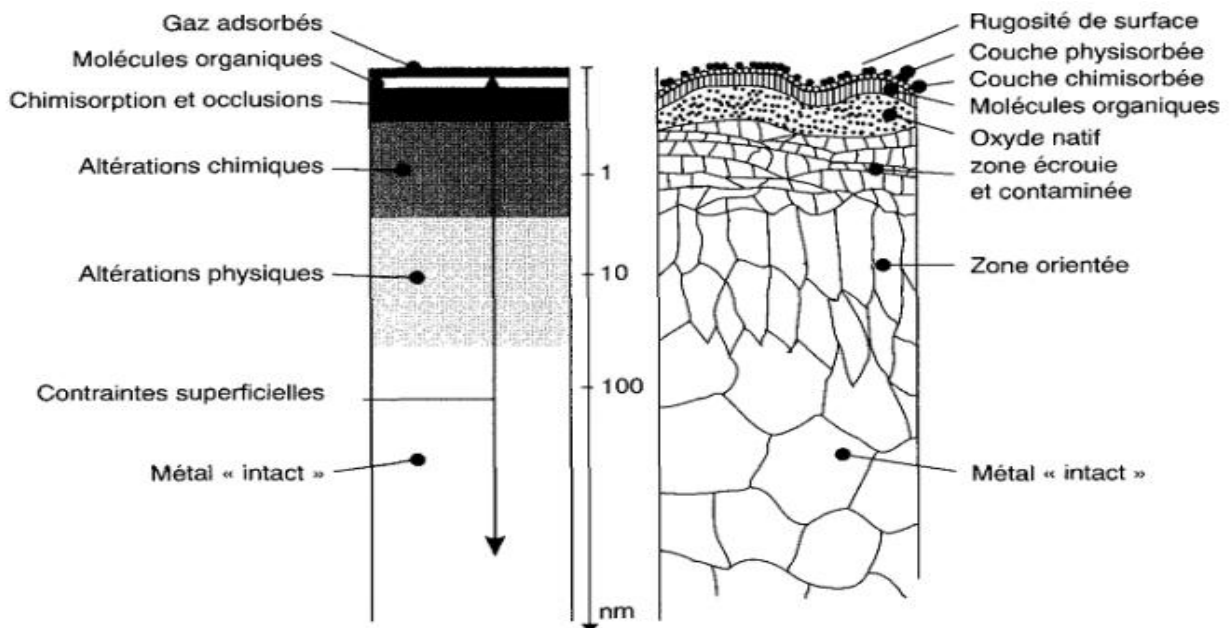 Gaz adsorbés
Molécules organiques
Chimisorption et occlusions
Altérations chimiques
Altérations physiques
Contraintes superficielles
Métal « intact »
1
10
100
nm
Rugosité de surface
Couche physisorbée
Couche chimisorbée
Molécules organiques
Oxyde natif
zone écrouie
et contaminée
Zone orientée
Métal « intact »